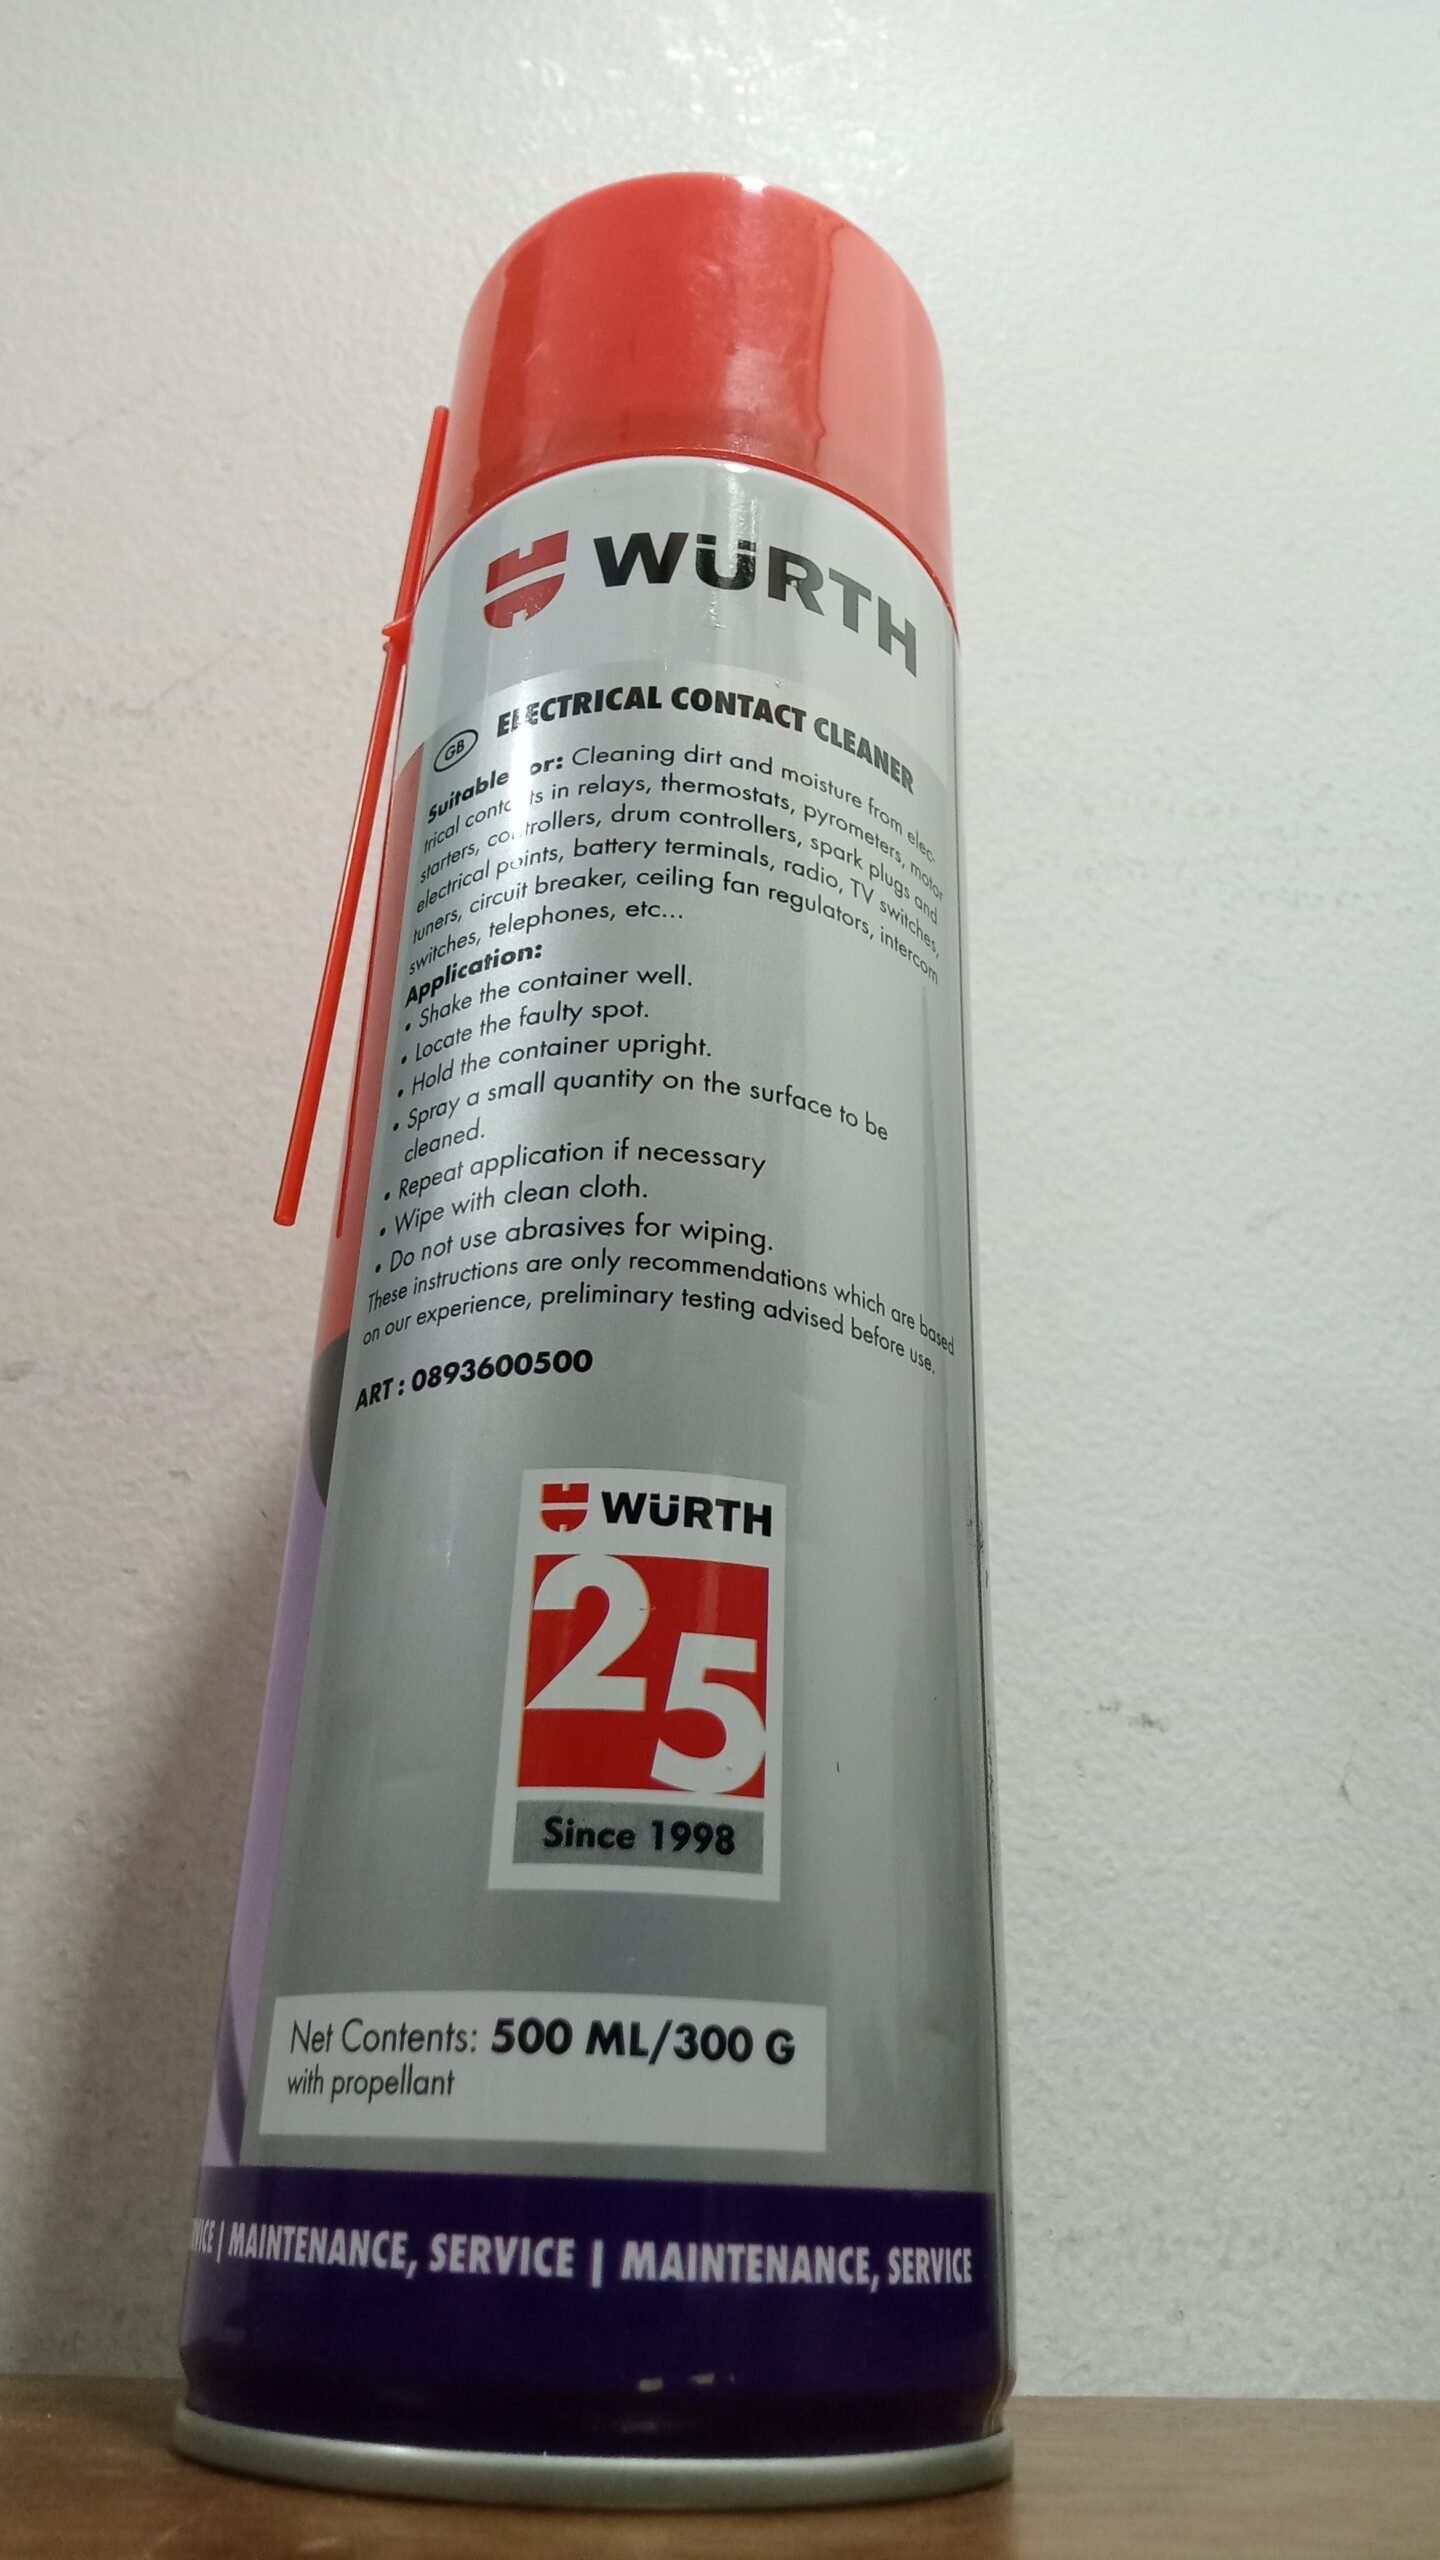 WÜRTH
ELECTRICAL CONTACT CLEANER
GB
Suitable for: Cleaning dirt and moisture from elec-
trical contacts in relays, thermostats, pyrometers, motor
starters, controllers, drum controllers, spark plugs and
electrical points, battery terminals, radio, TV switches,
tuners, circuit breaker, ceiling fan regulators, intercom
switches, telephones, etc...
Application:
• Shake the container well.
• Locate the faulty spot.
• Hold the container upright.
• Spray a small quantity on the surface to be
cleaned.
• Repeat application if necessary
• Wipe with clean cloth.
• Do not use abrasives for wiping.
These instructions are only recommendations which are based
on our experience, preliminary testing advised before use.
ART : 0893600500
WÜRTH
25
Since 1998
Net Contents: 500 ML/300 G
with propellant
| MAINTENANCE, SERVICE | MAINTENANCE, SERVICE